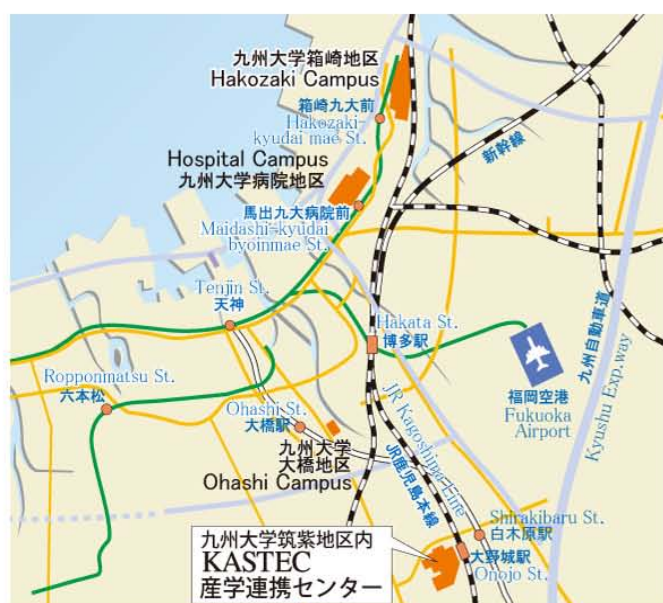 九州大学箱崎地区
Hakozaki Campus
箱崎九大前
Hakozaki-
kyudai mae St.
Hospital Campus
九州大学病院地区
馬出九大病院前
Maidashi-kyudai
byoinmae St.
新幹線
Tenjin St.
天神
Hakata St.
博多駅
九州自動車道
Kyushu Exp.way
福岡空港
Fukuoka
Airport
Ropponmatsu St.
六本松
Ohashi St.
大橋駅
九州大学
大橋地区
Ohashi Campus
JR Kagoshima Line
JR鹿児島本線
Shirakibaru St.
白木原駅
大野城駅
Onojo St.
九州大学筑紫地区内
KASTEC
産学連携センター